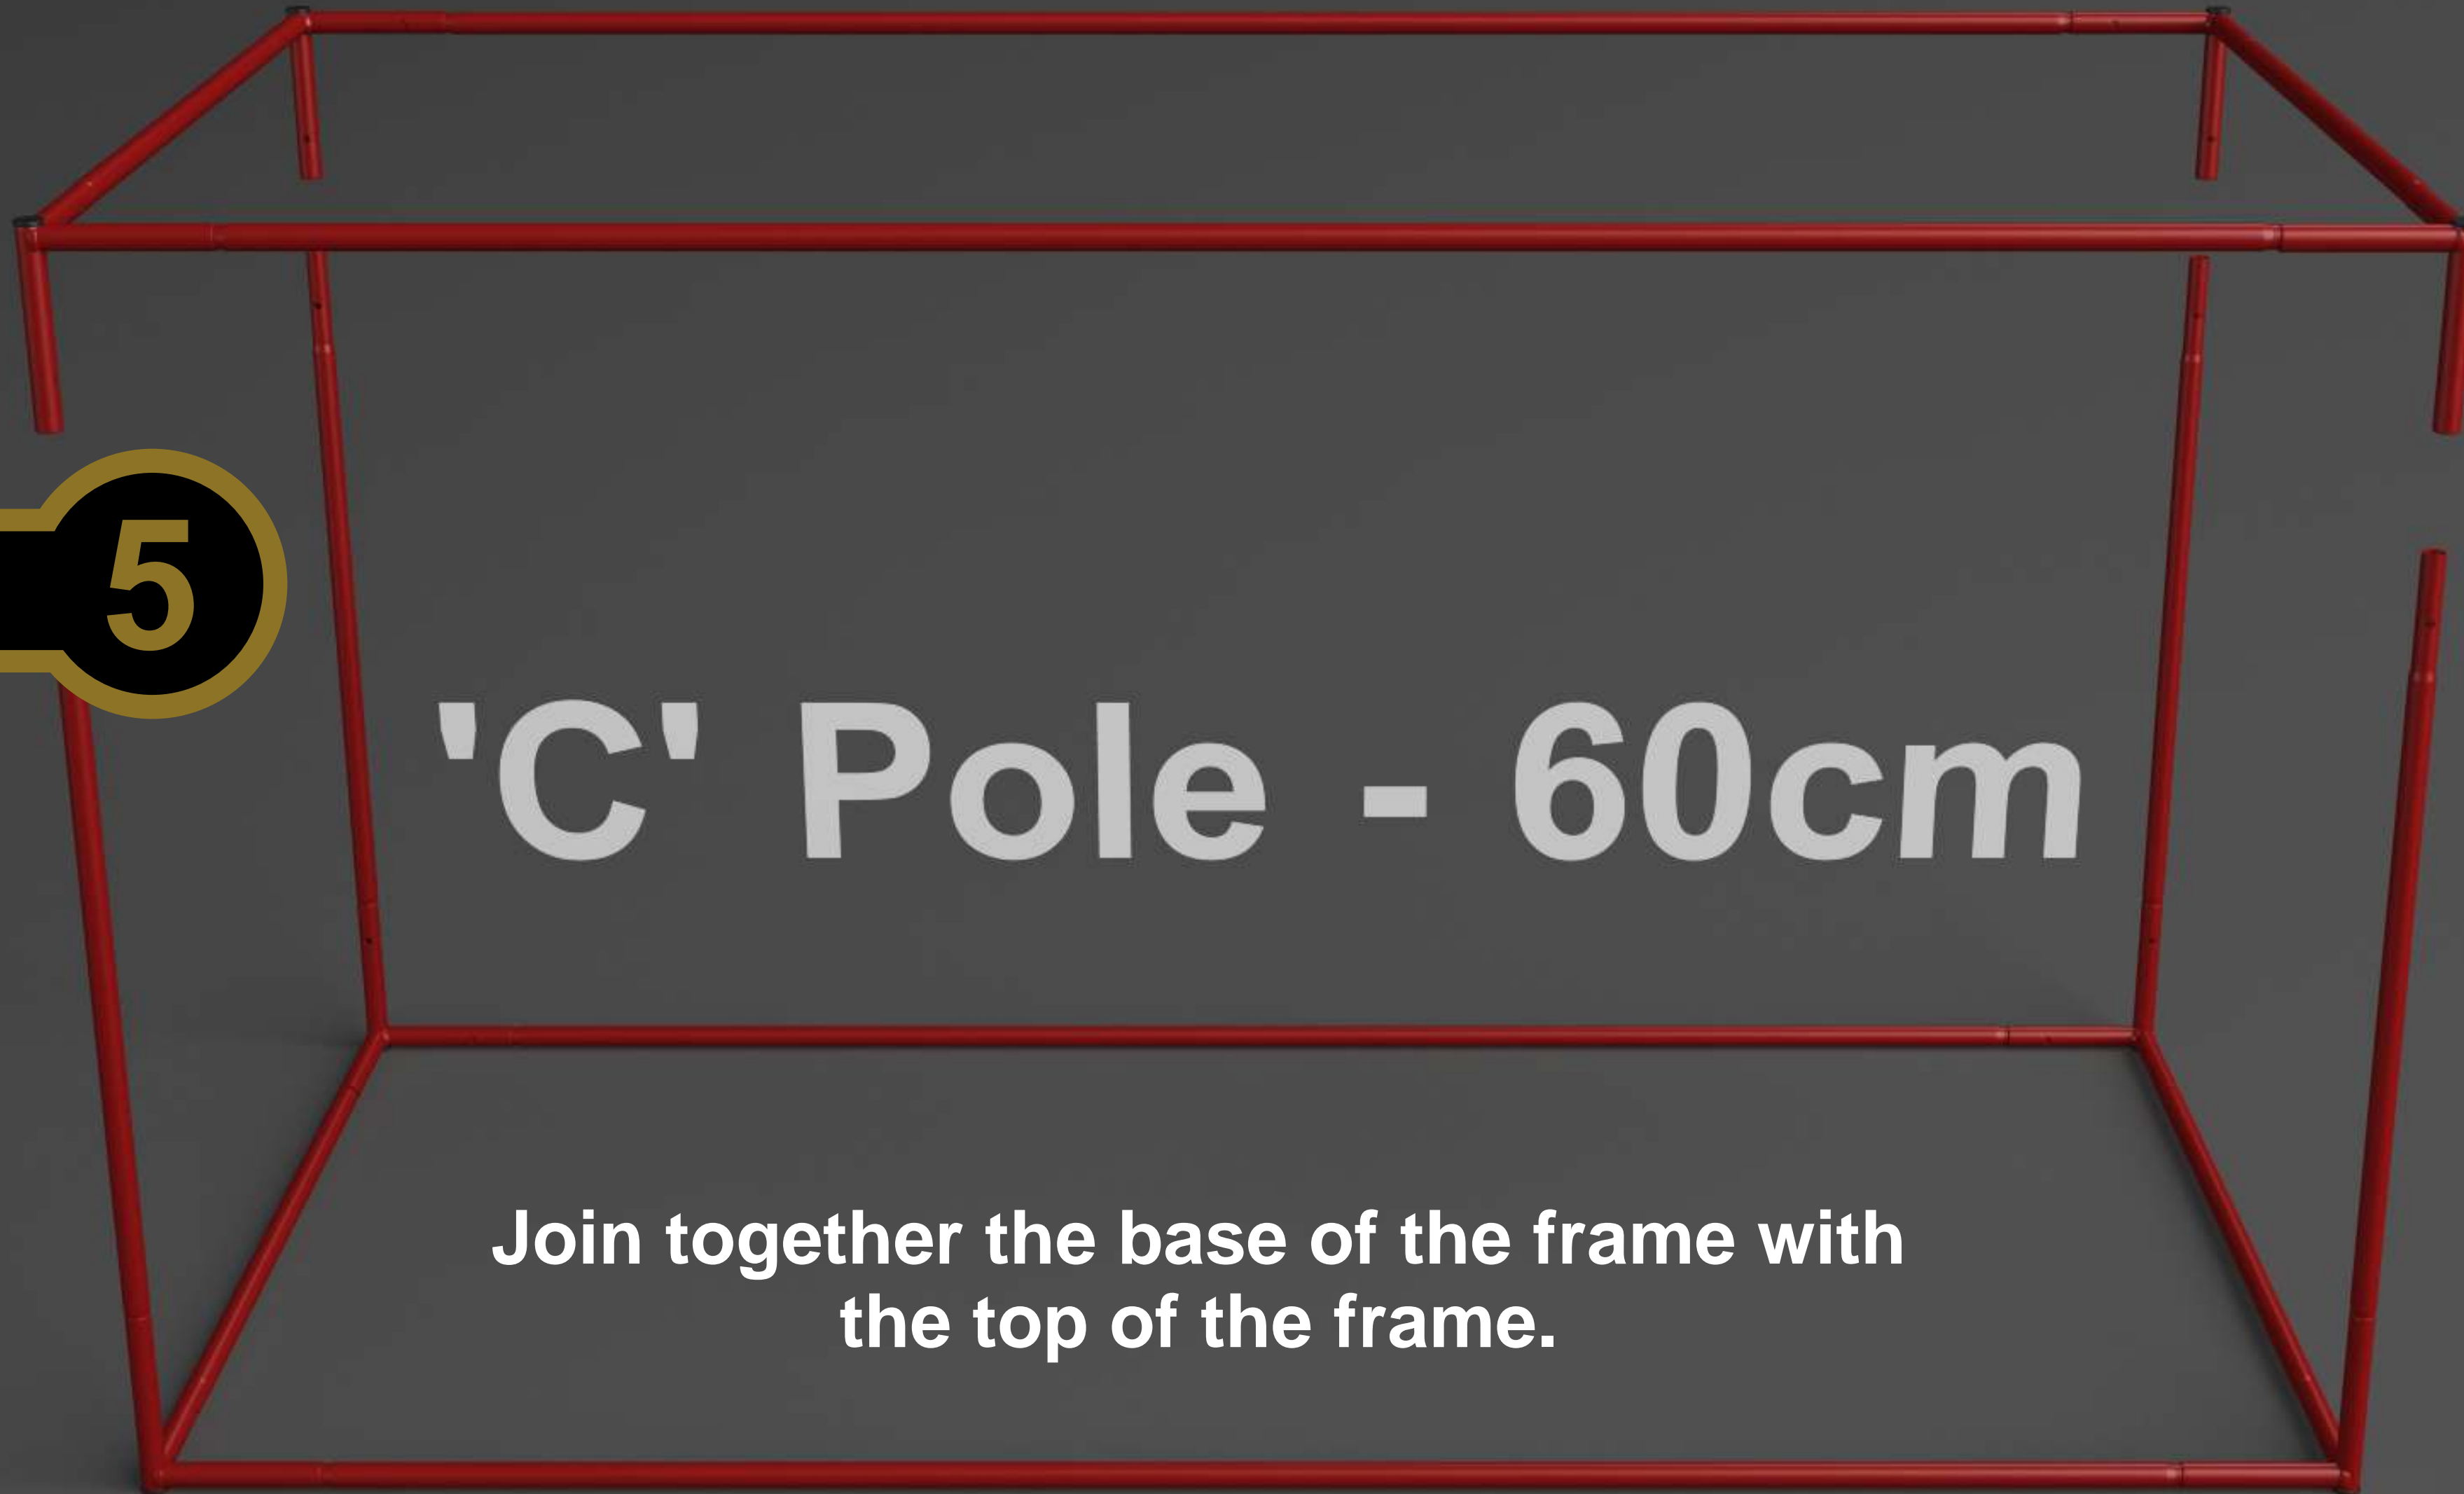 5
'C' Pole - 60cm
Join together the base of the frame with
the top of the frame.